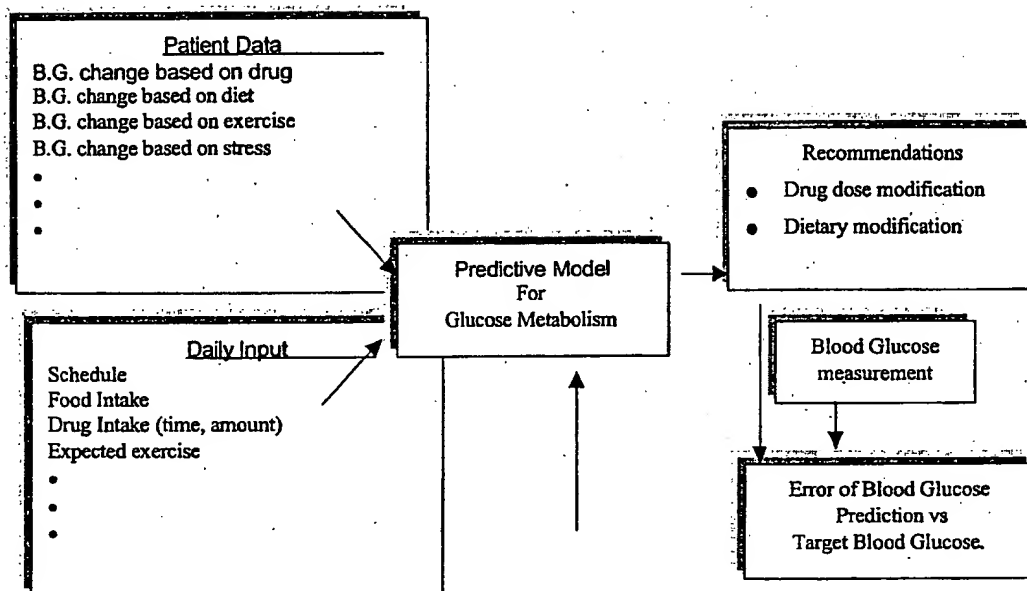 Patient Data
B.G. change based on drug
B.G. change based on diet
B.G. change based on exercise
B.G. change based on stress
•
•
•
Daily Input
Schedule
Food Intake
Drug Intake (time, amount)
Expected exercise
•
•
•
Predictive Model
For
Glucose Metabolism
Recommendations
• Drug dose modification
• Dietary modification
Blood Glucose
measurement
Error of Blood Glucose
Prediction vs
Target Blood Glucose.